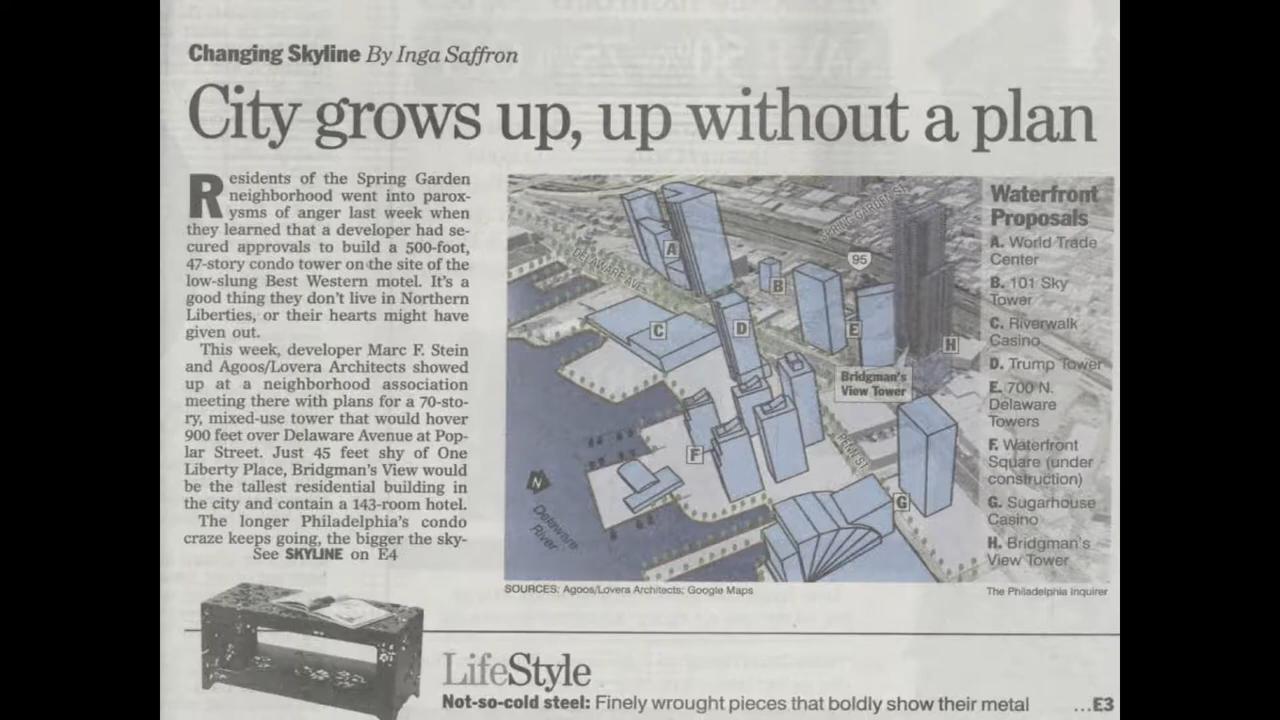 Changing Skyline By Inga Saffron
City grows up, up without a plan
Residents of the Spring Garden
neighborhood went into parox-
ysms of anger last week when
they learned that a developer had se-
cured approvals to build a 500-foot,
47-story condo tower on the site of the
low-slung Best Western motel. It's a
good thing they don't live in Northern
Liberties, or their hearts might have
given out.
This week, developer Marc F. Stein
and Agoos/Lovera Architects showed
up at a neighborhood association
meeting there with plans for a 70-sto-
ry, mixed-use tower that would hover
900 feet over Delaware Avenue at Pop-
lar Street. Just 45 feet shy of One
Liberty Place, Bridgman's View would
be the tallest residential building in
the city and contain a 143-room hotel.
The longer Philadelphia's condo
craze keeps going, the bigger the sky-
See SKYLINE on E4
DELAWARE AVE.
SPRING GARDEN ST.
95
A
B
C
D
E
H
Bridgman's
View Tower
F
PENN ST.
G
N
Delaware
River
Waterfront
Proposals
A. World Trade
Center
B. 101 Sky
Tower
C. Riverwalk
Casino
D. Trump Tower
E. 700 N.
Delaware
Towers
F. Waterfront
Square (under
construction)
G. Sugarhouse
Casino
H. Bridgman's
View Tower
SOURCES: Agoos/Lovera Architects; Google Maps
The Philadelphia Inquirer
LifeStyle
Not-so-cold steel: Finely wrought pieces that boldly show their metal ...E3